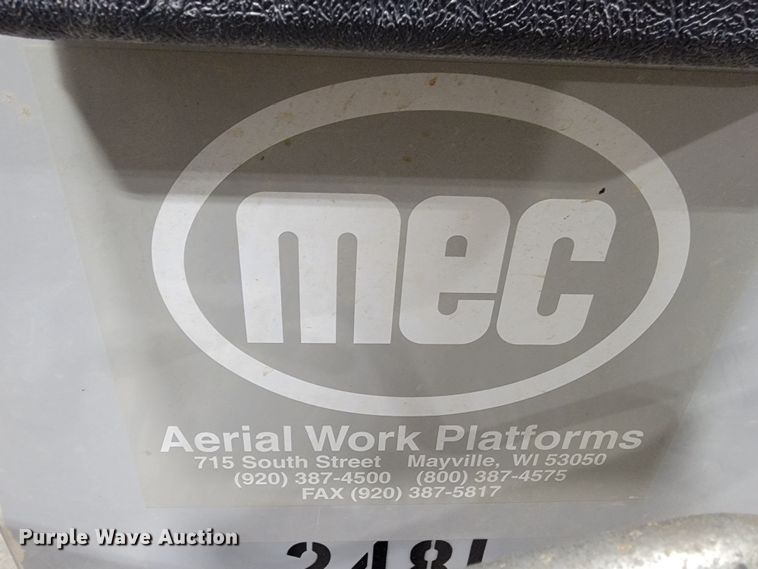 mec
Aerial Work Platforms
715 South Street Mayville, WI 53050
(920) 387-4500 (800) 387-4575
FAX (920) 387-5817
Purple Wave Auction